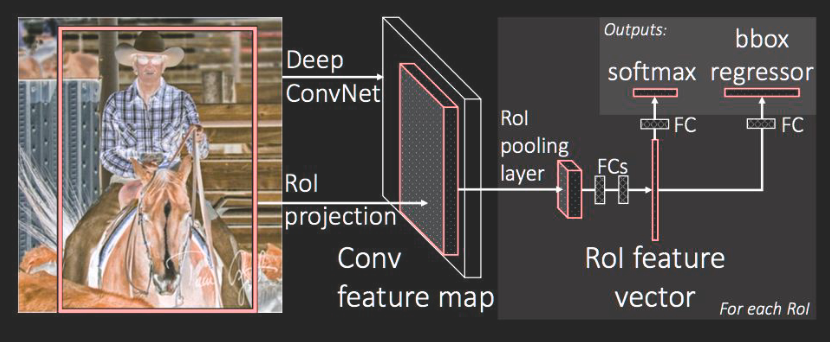 Deep
ConvNet
RoI
projection
Conv
feature map
RoI
pooling
layer
FCs
RoI feature
vector
Outputs:
softmax
bbox
regressor
FC
FC
For each RoI